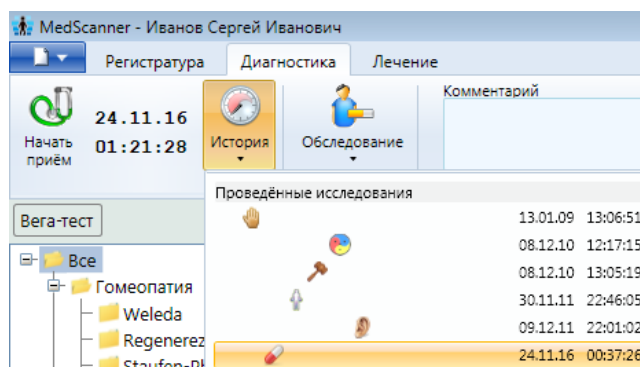 MedScanner - Иванов Сергей Иванович
Регистратура Диагностика Лечение
Начать приём
24.11.16
01:21:28
История
Обследование
Комментарий
Проведённые исследования
13.01.09 13:06:51
08.12.10 12:17:15
08.12.10 13:05:19
30.11.11 22:46:05
09.12.11 22:01:02
24.11.16 00:37:26
Вега-тест
Все
Гомеопатия
Weleda
Regenerez
Staufen-Ph